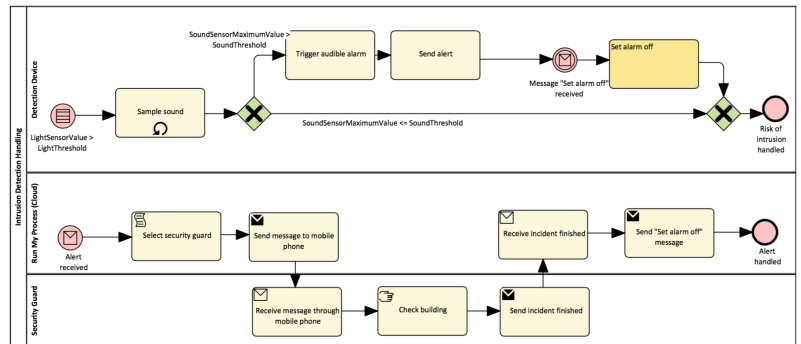 Intrusion Detection Handling
Detection Device
LightSensorValue >
LightThreshold
Sample sound
SoundSensorMaximumValue >
SoundThreshold
Trigger audible alarm
Send alert
Message "Set alarm off"
received
Set alarm off
SoundSensorMaximumValue <= SoundThreshold
Risk of
intrusion
handled
Run My Process (Cloud)
Alert
received
Select security guard
Send message to mobile
phone
Receive incident finished
Send "Set alarm off"
message
Alert
handled
Security Guard
Receive message through
mobile phone
Check building
Send incident finished